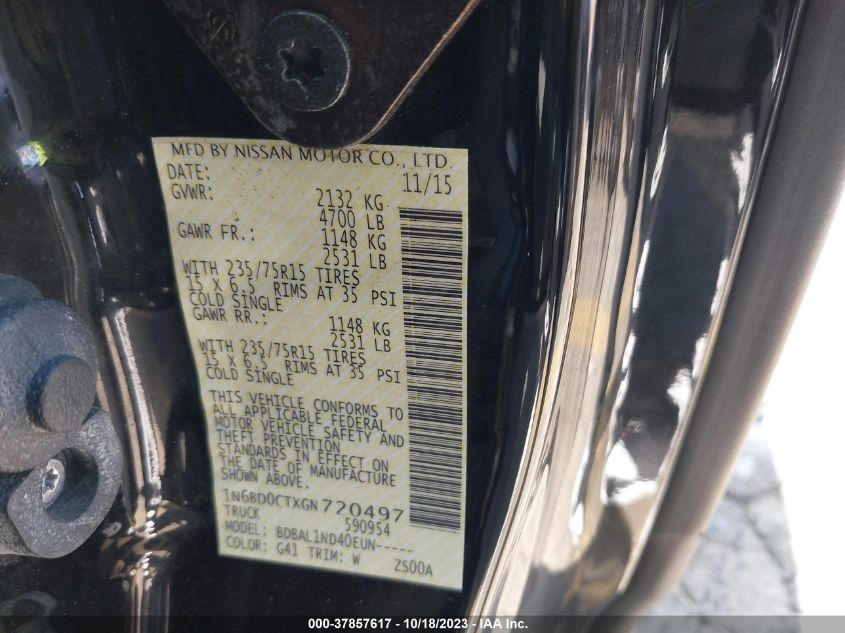 MFD BY NISSAN MOTOR CO., LTD.
DATE: 11/15
GVWR: 2132 KG
4700 LB
GAWR FR.: 1148 KG
2531 LB
WITH 235/75R15 TIRES
15 X 6.5 RIMS AT 35 PSI
COLD SINGLE
GAWR RR.: 1148 KG
2531 LB
WITH 235/75R15 TIRES
15 X 6.5 RIMS AT 35 PSI
COLD SINGLE
THIS VEHICLE CONFORMS TO
ALL APPLICABLE FEDERAL
MOTOR VEHICLE SAFETY AND
THEFT PREVENTION
STANDARDS IN EFFECT ON
THE DATE OF MANUFACTURE
SHOWN ABOVE.
1N6BD0CTXGN720497
TRUCK 590954
MODEL: BDBAL1ND40EUN-----
COLOR: G41 TRIM: W ZS00A
000-37857617 - 10/18/2023 - IAA Inc.